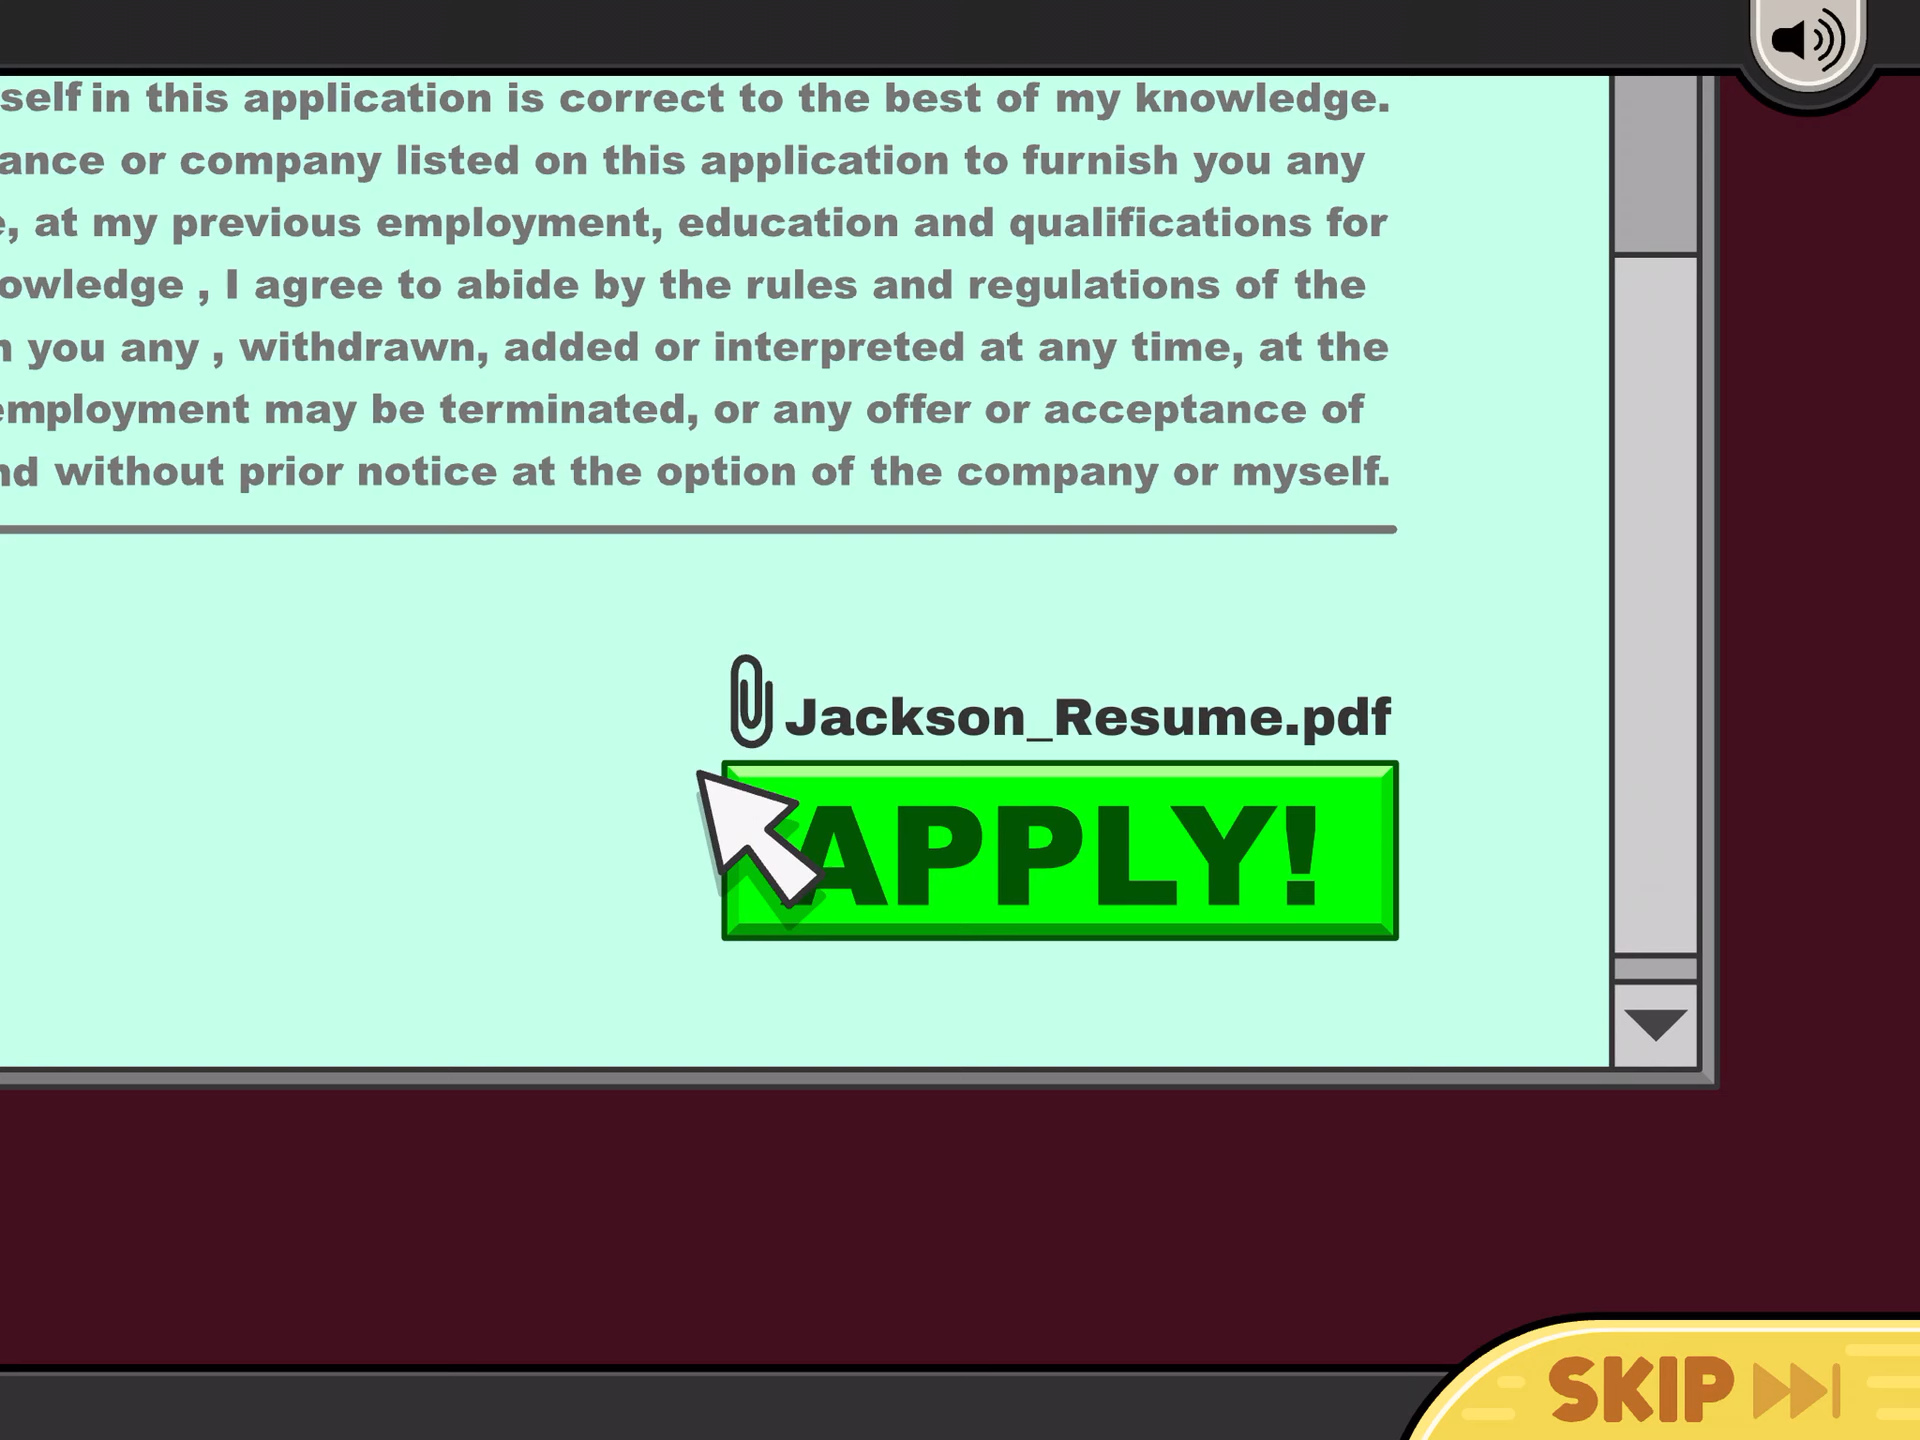 self in this application is correct to the best of my knowledge.
ance or company listed on this application to furnish you any
e, at my previous employment, education and qualifications for
owledge , I agree to abide by the rules and regulations of the
n you any , withdrawn, added or interpreted at any time, at the
employment may be terminated, or any offer or acceptance of
nd without prior notice at the option of the company or myself.
Jackson_Resume.pdf
APPLY!
SKIP